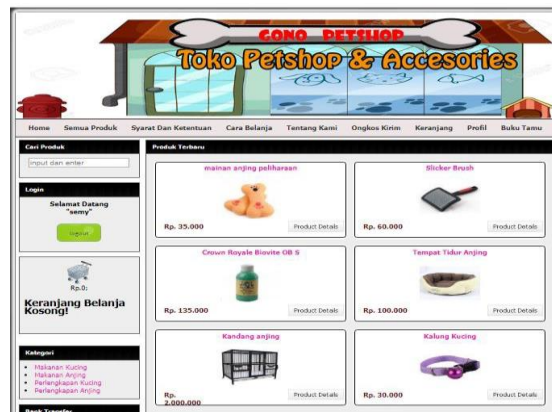 GONO PETSHOP
Toko Petshop & Accesories
Home Semua Produk Syarat Dan Ketentuan Cara Belanja Tentang Kami Ongkos Kirim Keranjang Profil Buku Tamu
Cari Produk
input dan enter
Login
Selamat Datang
"semy"
Logout
Rp.0;
Keranjang Belanja
Kosong!
Kategori
Makanan Kucing
Makanan Anjing
Perlengkapan Kucing
Perlengkapan Anjing
Bank Transfer
Produk Terbaru
mainan anjing peliharaan
Rp. 35.000 Product Details
Slicker Brush
Rp. 60.000 Product Details
Crown Royale Biovite OB S
Rp. 135.000 Product Details
Tempat Tidur Anjing
Rp. 100.000 Product Details
Kandang anjing
Rp.
2.000.000 Product Details
Kalung Kucing
Rp. 30.000 Product Details